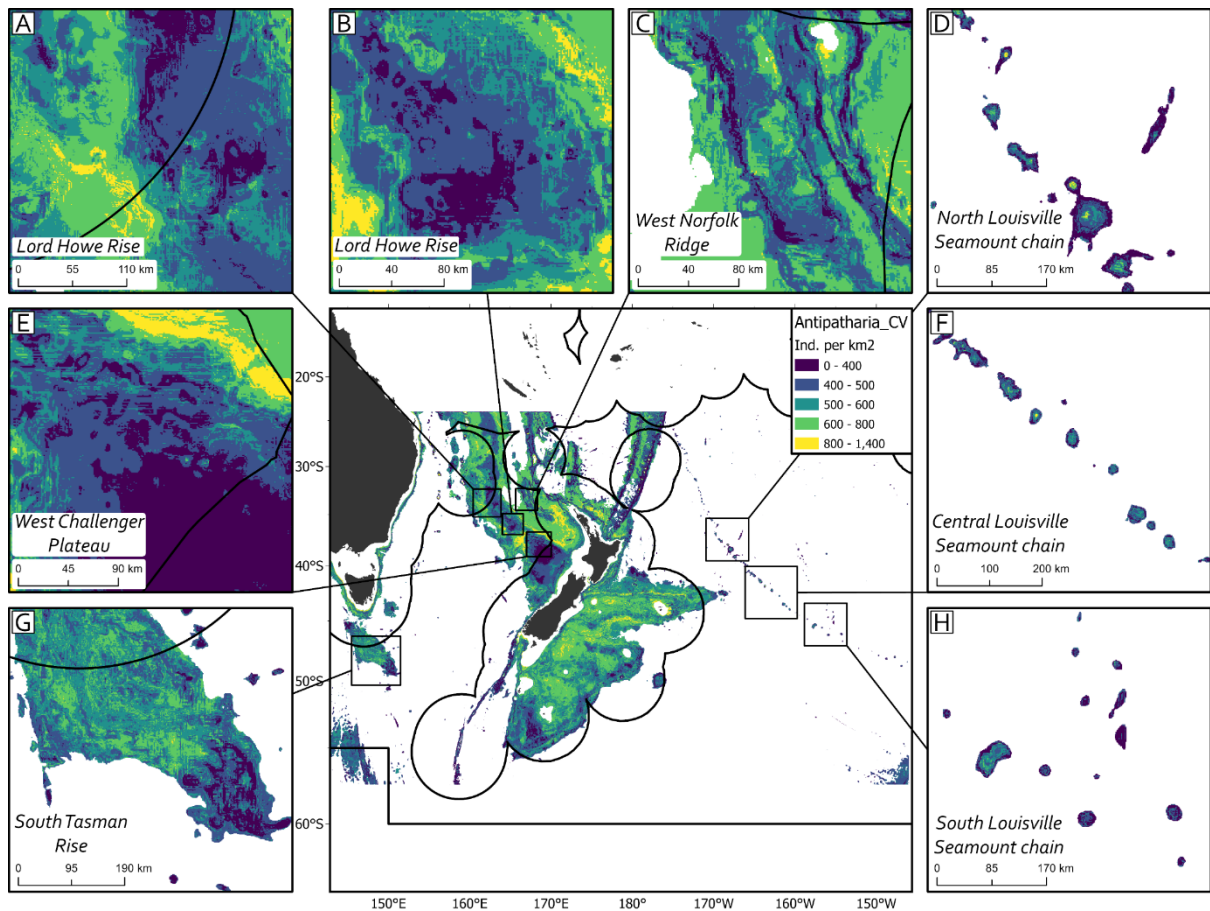 A
Lord Howe Rise
0 55 110 km
B
Lord Howe Rise
0 40 80 km
C
West Norfolk
Ridge
0 40 80 km
D
North Louisville
Seamount chain
0 85 170 km
E
West Challenger
Plateau
0 45 90 km
Antipatharia_CV
Ind. per km2
0 - 400
400 - 500
500 - 600
600 - 800
800 - 1,400
20°S
30°S
40°S
50°S
60°S
150°E 160°E 170°E 180° 170°W 160°W 150°W
F
Central Louisville
Seamount chain
0 100 200 km
G
South Tasman
Rise
0 95 190 km
H
South Louisville
Seamount chain
0 85 170 km